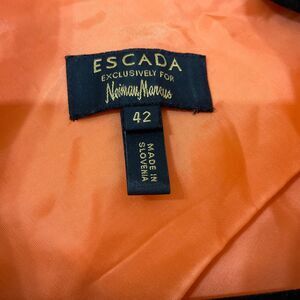 ESCADA
EXCLUSIVELY FOR
Neiman Marcus
42
MADE IN
SLOVENIA